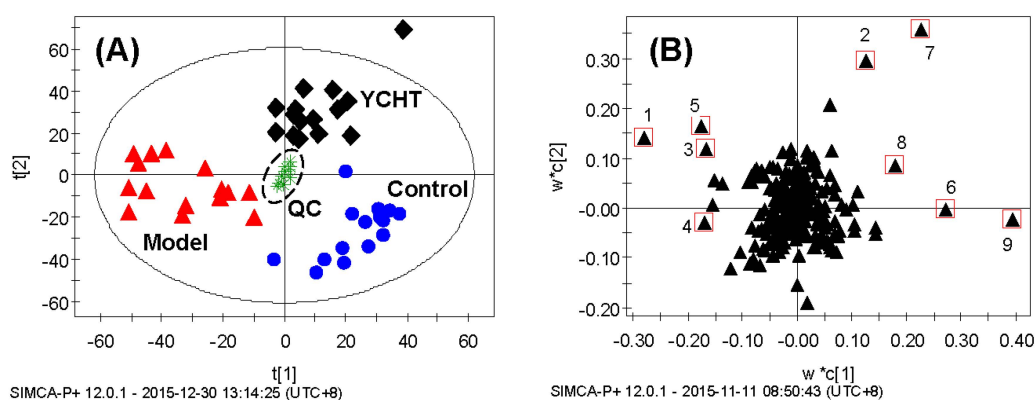 (A)
60
40
20
0
-20
-40
-60
t[2]
YCHT
Control
QC
Model
-60 -40 -20 0 20 40 60
t[1]
SIMCA-P+ 12.0.1 - 2015-12-30 13:14:25 (UTC+8)
(B)
0.30
0.20
0.10
-0.00
-0.10
-0.20
w*c[2]
1
5
3
4
2
7
8
6
9
-0.30 -0.20 -0.10 -0.00 0.10 0.20 0.30 0.40
w *c[1]
SIMCA-P+ 12.0.1 - 2015-11-11 08:50:43 (UTC+8)